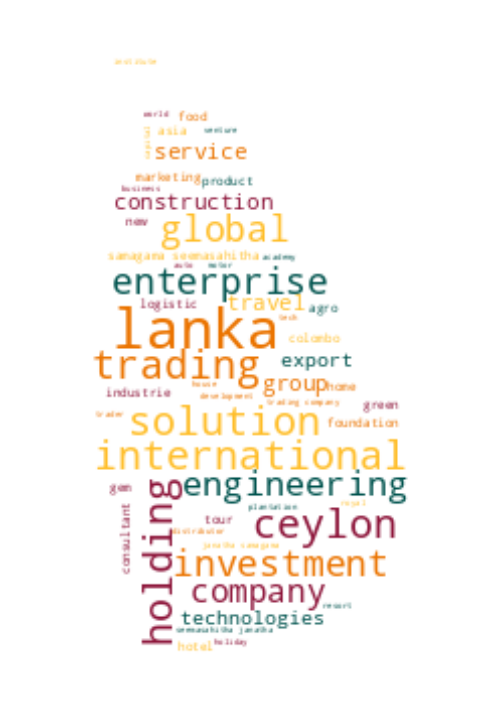 institute
world food
capital asia venture
service
marketing product
business
construction
new global
samagama seemasahitha academy
auto motor
enterprise
logistic travel agro
lanka tech
colombo
trading export
group home
house
industrie development
trading company green
trader solution foundation
international
gem engineering
holding plantation royal
consultant tour ceylon
distributor
janatha samagama
investment
company
resort
technologies
seemasahitha janatha
hotel holiday